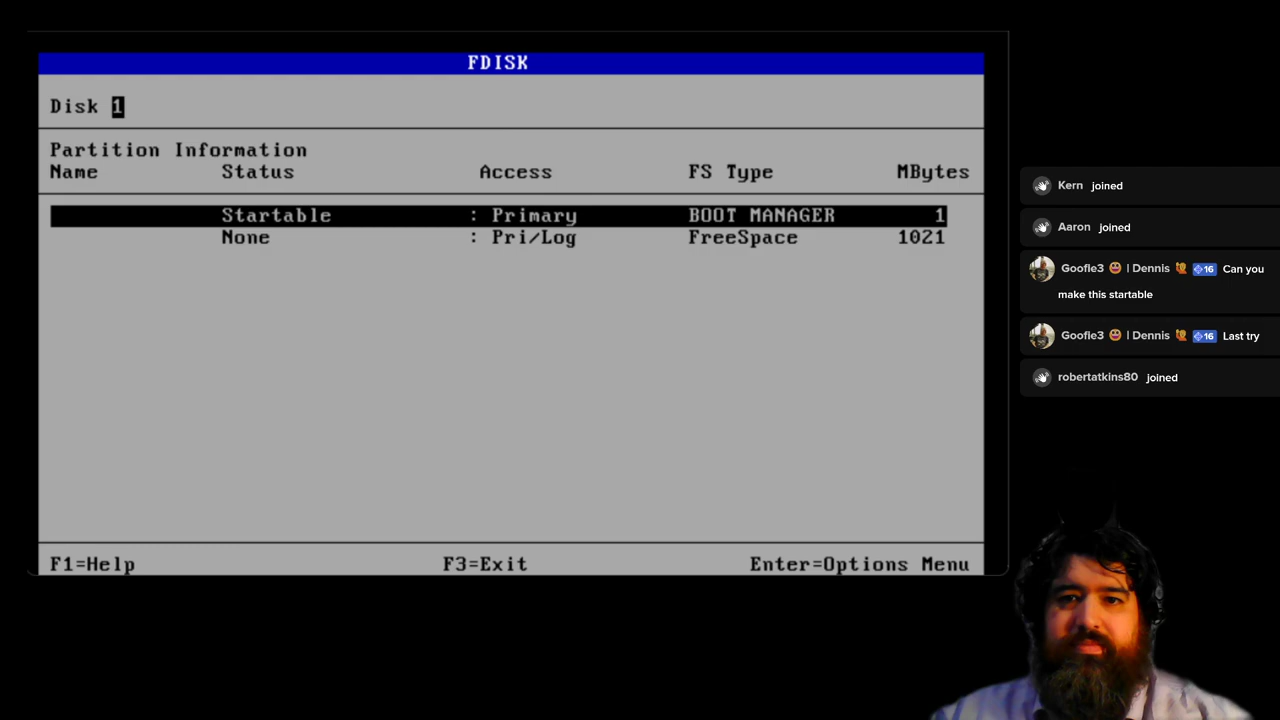 FDISK
Disk 1
Partition Information
Name Status Access FS Type MBytes
Startable : Primary BOOT MANAGER 1
None : Pri/Log FreeSpace 1021
F1=Help F3=Exit Enter=Options Menu
Kern joined
Aaron joined
Goofle3 😃 | Dennis 🙋 16 Can you
make this startable
Goofle3 😃 | Dennis 🙋 16 Last try
robertatkins80 joined